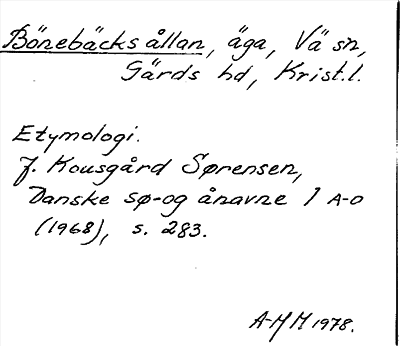 Bönebäcksållan, äga, Vä sn,
Gärds hd, Krist.l.
Etymologi.
J. Kousgård Sørensen,
Danske sø- og ånavne 1 A-O
(1968), s. 283.
A-M M 1978.